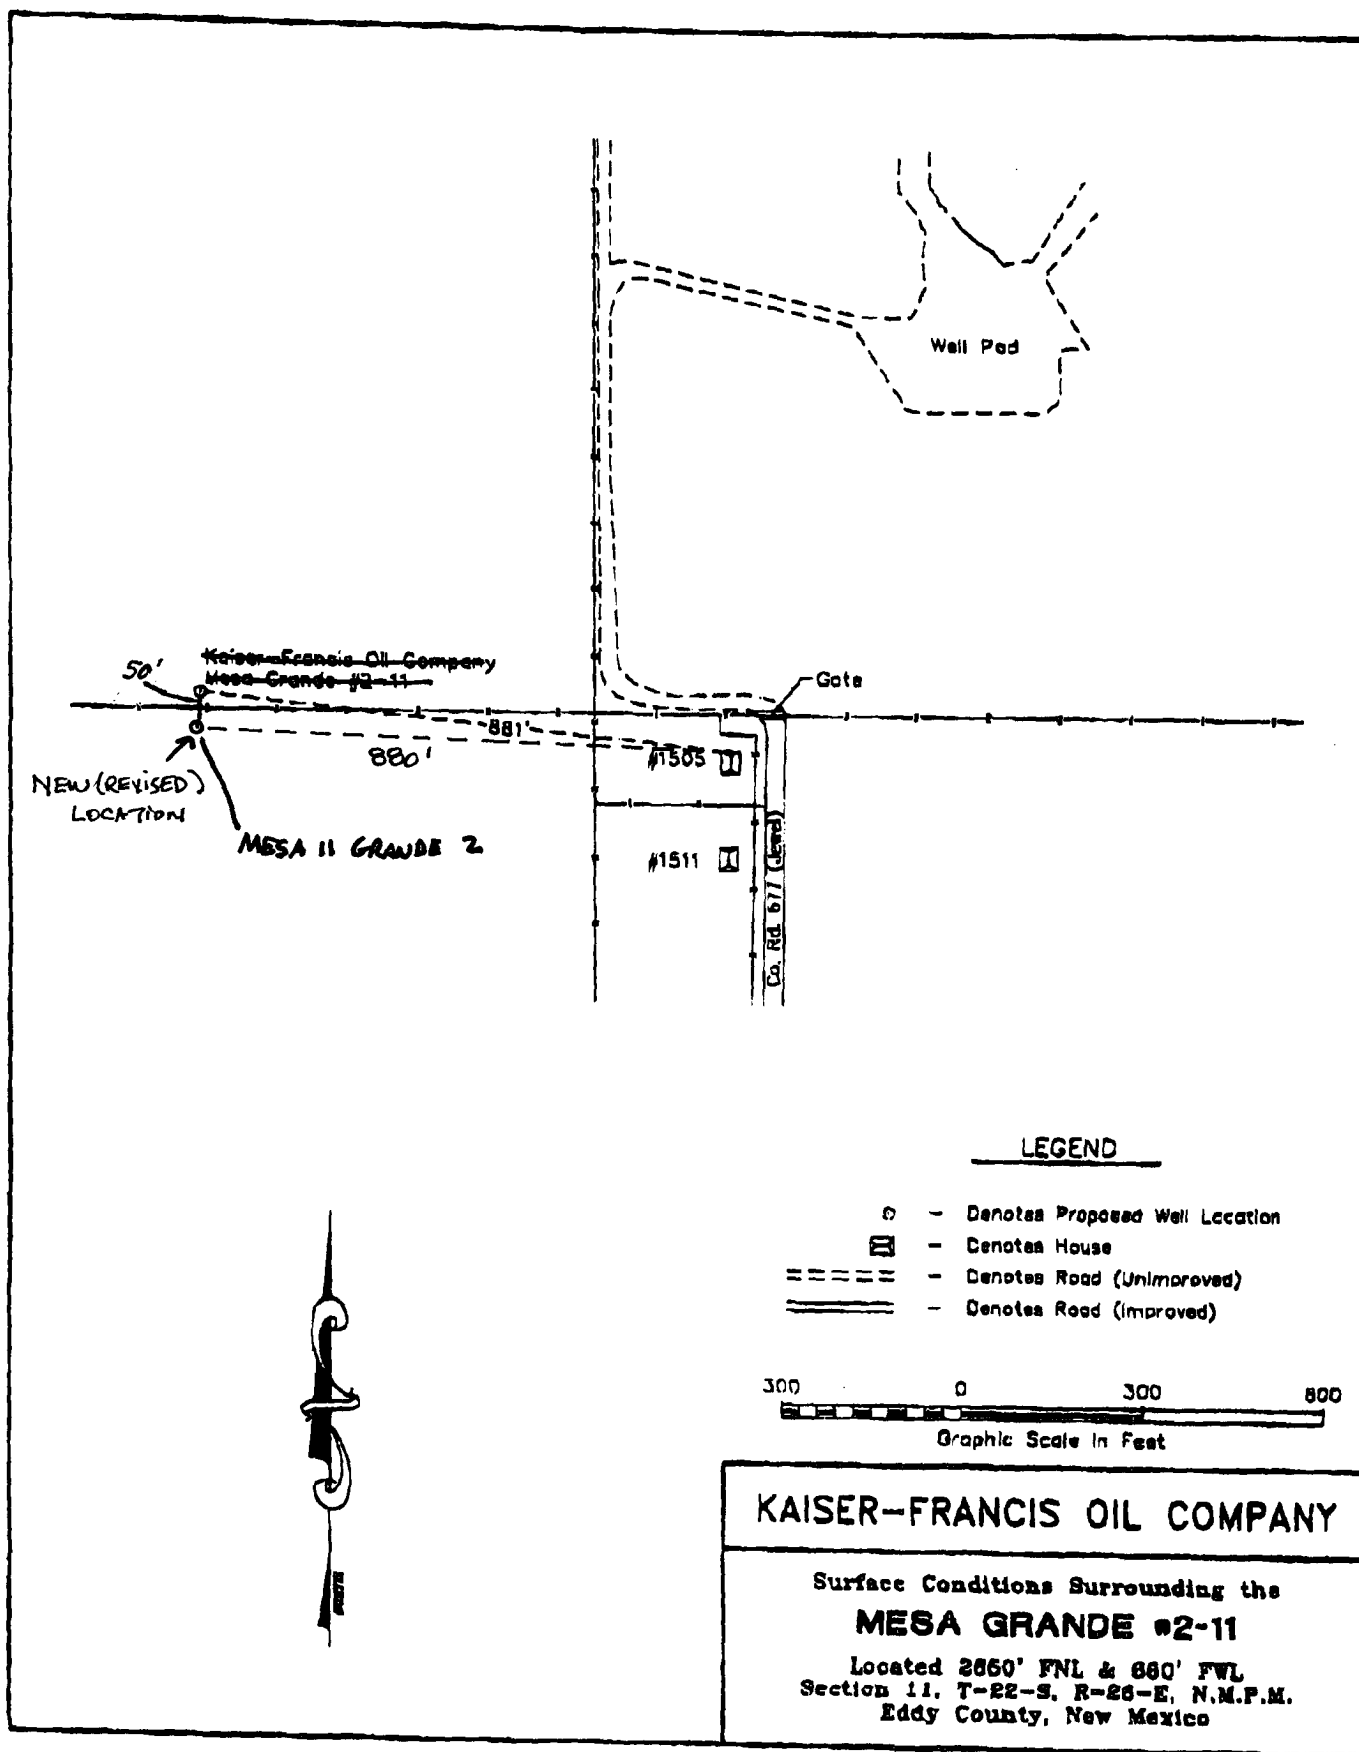 Well Pad
50'
Kaiser-Francis Oil Company
Mesa Grande #2-11
Gate
881'
880'
#1505
NEW (REVISED)
LOCATION
MESA 11 GRANDE 2
#1511
Co. Rd. 677 (Jewel)
LEGEND
- Denotes Proposed Well Location
- Denotes House
- Denotes Road (Unimproved)
- Denotes Road (Improved)
300 0 300 600
Graphic Scale in Feet
KAISER-FRANCIS OIL COMPANY
Surface Conditions Surrounding the
MESA GRANDE #2-11
Located 2660' FNL & 660' FWL
Section 11, T-22-S, R-26-E, N.M.P.M.
Eddy County, New Mexico